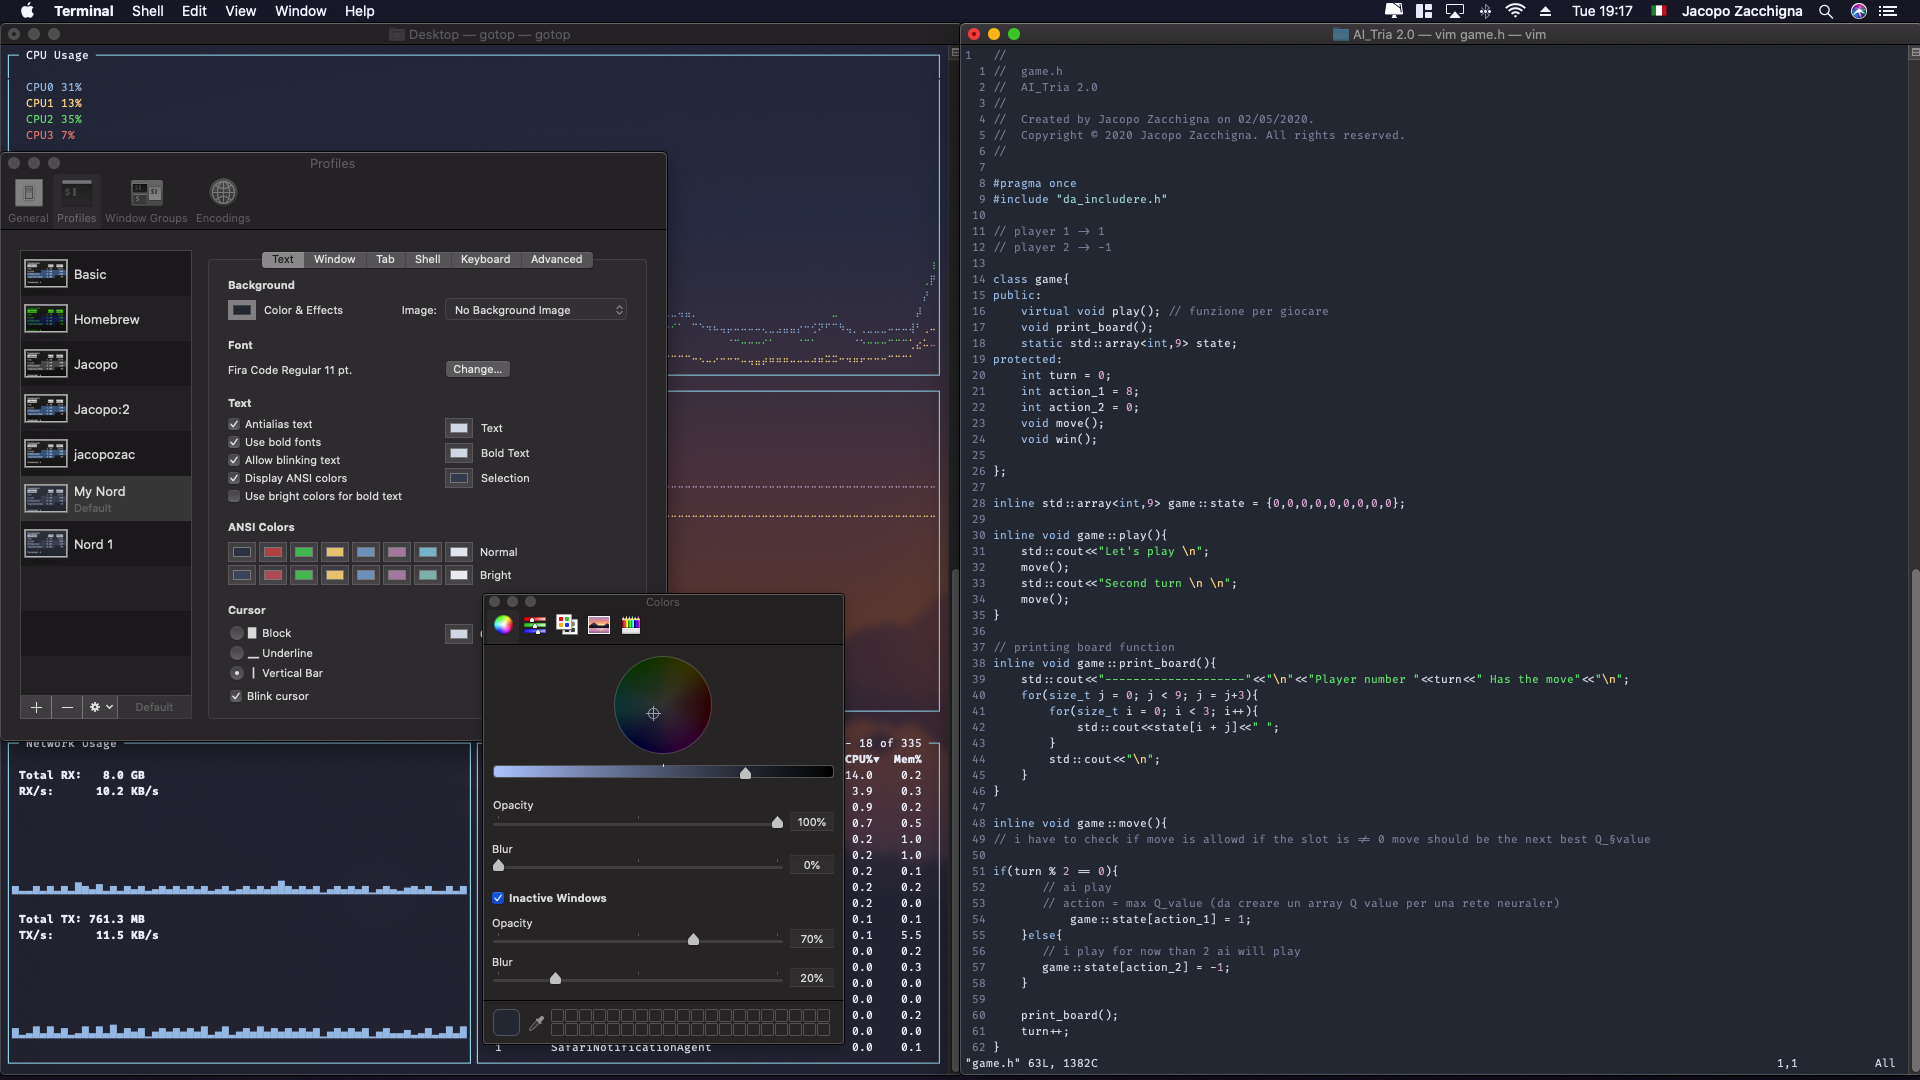 Terminal Shell Edit View Window Help
Tue 19:17 Jacopo Zacchigna
Desktop — gotop — gotop
CPU Usage
CPU0 31%
CPU1 13%
CPU2 35%
CPU3 7%
Profiles
General Profiles Window Groups Encodings
Basic
Homebrew
Jacopo
Jacopo:2
jacopozac
My Nord
Default
Nord 1
Default
Text Window Tab Shell Keyboard Advanced
Background
Color & Effects Image: No Background Image
Font
Fira Code Regular 11 pt. Change...
Text
Antialias text
Use bold fonts
Allow blinking text
Display ANSI colors
Use bright colors for bold text
Text
Bold Text
Selection
ANSI Colors
Normal
Bright
Cursor
Block
Underline
Vertical Bar
Blink cursor
Colors
Opacity
100%
Blur
0%
Inactive Windows
Opacity
70%
Blur
20%
Network Usage
Total RX: 8.0 GB
RX/s: 10.2 KB/s
Total TX: 761.3 MB
TX/s: 11.5 KB/s
- 18 of 335
CPU%▼ Mem%
14.0 0.2
3.9 0.3
0.9 0.2
0.7 0.5
0.2 1.0
0.2 1.0
0.2 0.1
0.2 0.2
0.2 0.0
0.1 0.1
0.1 5.5
0.0 0.2
0.0 0.3
0.0 0.0
0.0 0.0
0.0 0.2
0.0 0.0
1 SafariNotificationAgent 0.0 0.1
AI_Tria 2.0 — vim game.h — vim
1 //
1 // game.h
2 // AI_Tria 2.0
3 //
4 // Created by Jacopo Zacchigna on 02/05/2020.
5 // Copyright © 2020 Jacopo Zacchigna. All rights reserved.
6 //
7
8 #pragma once
9 #include "da_includere.h"
10
11 // player 1 -> 1
12 // player 2 -> -1
13
14 class game{
15 public:
16 virtual void play(); // funzione per giocare
17 void print_board();
18 static std::array<int,9> state;
19 protected:
20 int turn = 0;
21 int action_1 = 8;
22 int action_2 = 0;
23 void move();
24 void win();
25
26 };
27
28 inline std::array<int,9> game::state = {0,0,0,0,0,0,0,0,0};
29
30 inline void game::play(){
31 std::cout<<"Let's play \n";
32 move();
33 std::cout<<"Second turn \n \n";
34 move();
35 }
36
37 // printing board function
38 inline void game::print_board(){
39 std::cout<<"--------------------"<<"\n"<<"Player number "<<turn<<" Has the move"<<"\n";
40 for(size_t j = 0; j < 9; j = j+3){
41 for(size_t i = 0; i < 3; i++){
42 std::cout<<state[i + j]<<" ";
43 }
44 std::cout<<"\n";
45 }
46 }
47
48 inline void game::move(){
49 // i have to check if move is allowd if the slot is != 0 move should be the next best Q_§value
50
51 if(turn % 2 == 0){
52 // ai play
53 // action = max Q_value (da creare un array Q value per una rete neuraler)
54 game::state[action_1] = 1;
55 }else{
56 // i play for now than 2 ai will play
57 game::state[action_2] = -1;
58 }
59
60 print_board();
61 turn++;
62 }
"game.h" 63L, 1382C 1,1 All